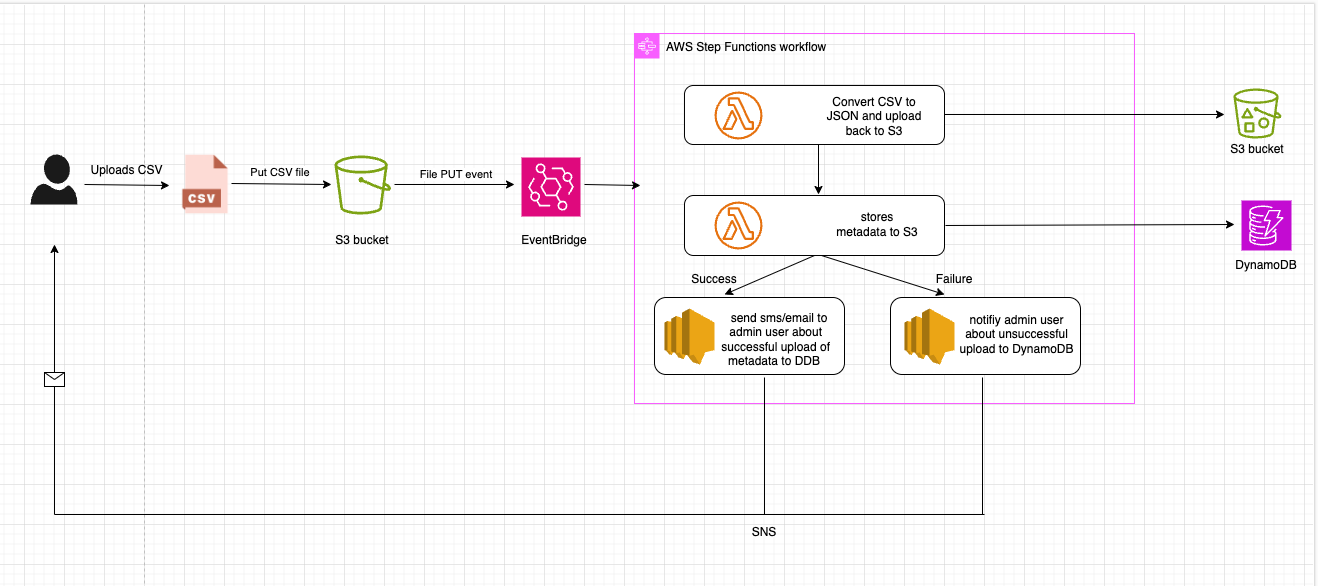 AWS Step Functions workflow
Convert CSV to
JSON and upload
back to S3
S3 bucket
Uploads CSV
CSV
Put CSV file
S3 bucket
File PUT event
EventBridge
stores
metadata to S3
DynamoDB
Success
Failure
send sms/email to
admin user about
successful upload of
metadata to DDB
notifiy admin user
about unsuccessful
upload to DynamoDB
SNS